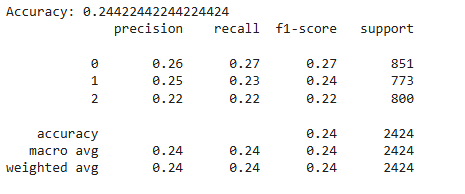 Accuracy: 0.24422442244224424
precision recall f1-score support
0 0.26 0.27 0.27 851
1 0.25 0.23 0.24 773
2 0.22 0.22 0.22 800
accuracy 0.24 2424
macro avg 0.24 0.24 0.24 2424
weighted avg 0.24 0.24 0.24 2424